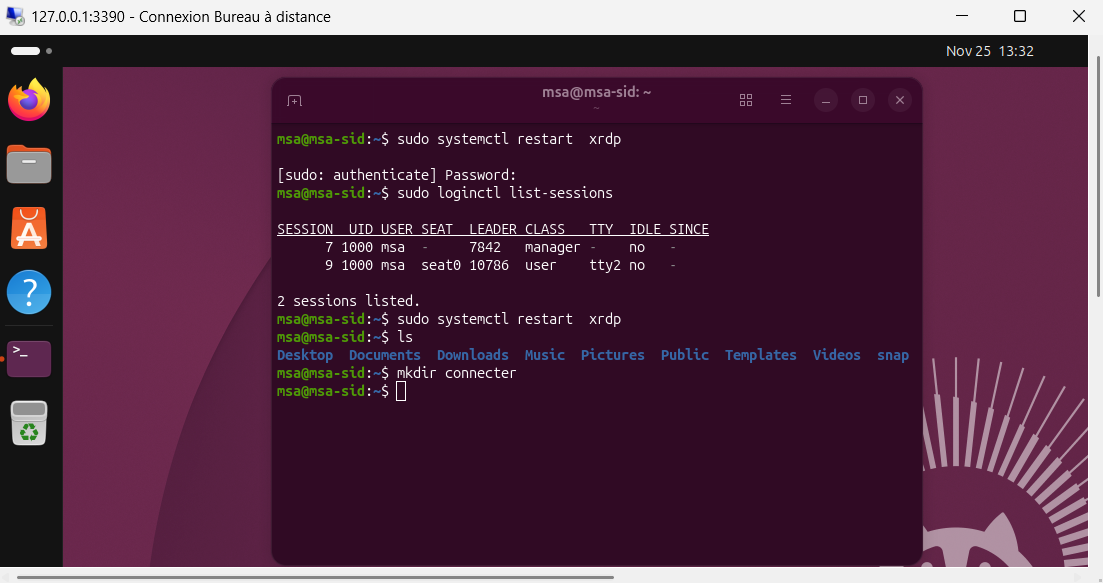 127.0.0.1:3390 - Connexion Bureau à distance
Nov 25 13:32
msa@msa-sid: ~
~
msa@msa-sid:~$ sudo systemctl restart  xrdp
[sudo: authenticate] Password:
msa@msa-sid:~$ sudo loginctl list-sessions
SESSION  UID USER SEAT  LEADER CLASS   TTY  IDLE SINCE
      7 1000 msa  -     7842   manager -    no   -
      9 1000 msa  seat0 10786  user    tty2 no   -
2 sessions listed.
msa@msa-sid:~$ sudo systemctl restart  xrdp
msa@msa-sid:~$ ls
Desktop  Documents  Downloads  Music  Pictures  Public  Templates  Videos  snap
msa@msa-sid:~$ mkdir connecter
msa@msa-sid:~$